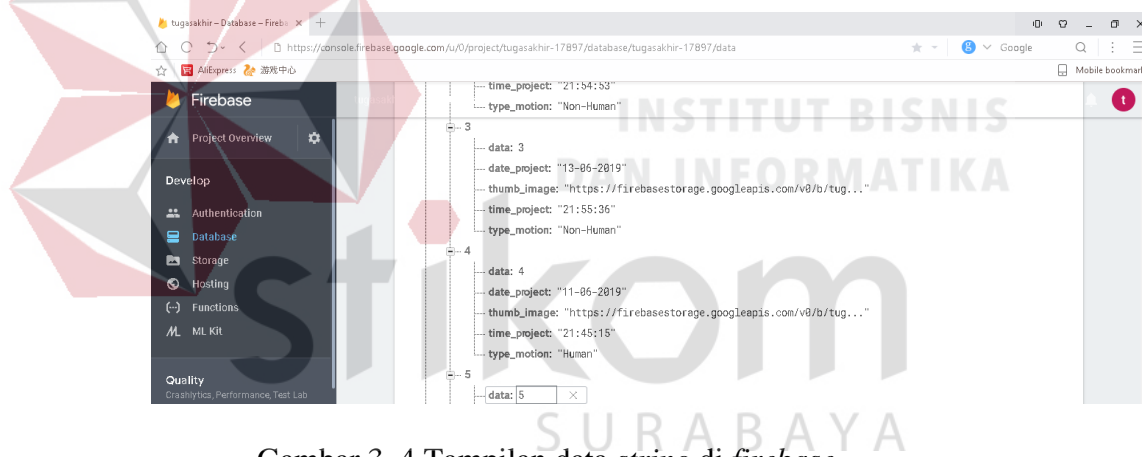 tugasakhir – Database – Fireba
https://console.firebase.google.com/u/0/project/tugasakhir-17897/database/tugasakhir-17897/data
Google
AliExpress 游戏中心
Mobile bookmark
Firebase
t
Project Overview
Develop
Authentication
Database
Storage
Hosting
Functions
ML Kit
Quality
Crashlytics, Performance, Test Lab
time_project: "21:54:53"
type_motion: "Non-Human"
3
data: 3
date_project: "13-06-2019"
thumb_image: "https://firebasestorage.googleapis.com/v0/b/tug..."
time_project: "21:55:36"
type_motion: "Non-Human"
4
data: 4
date_project: "11-06-2019"
thumb_image: "https://firebasestorage.googleapis.com/v0/b/tug..."
time_project: "21:45:15"
type_motion: "Human"
5
data: 5
INSTITUT BISNIS
DAN INFORMATIKA
stikom
SURABAYA
Gambar 3. 4 Tampilan data string di firebase